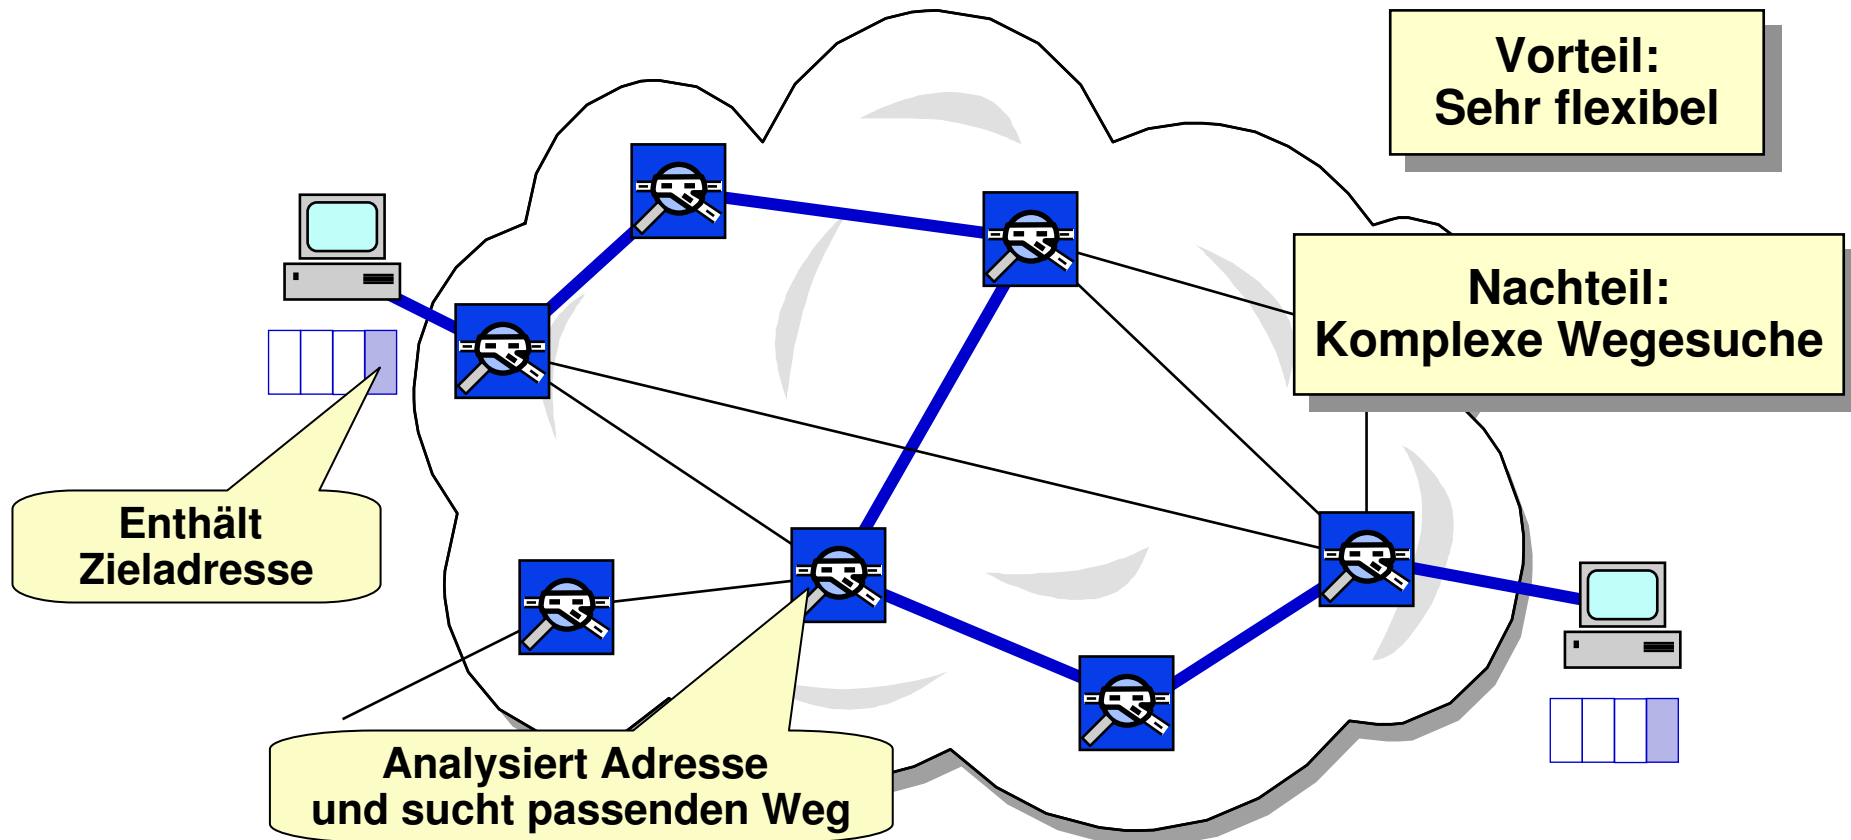 Vorteil:
Sehr flexibel
Nachteil:
Komplexe Wegesuche
Enthält
Zieladresse
Analysiert Adresse
und sucht passenden Weg